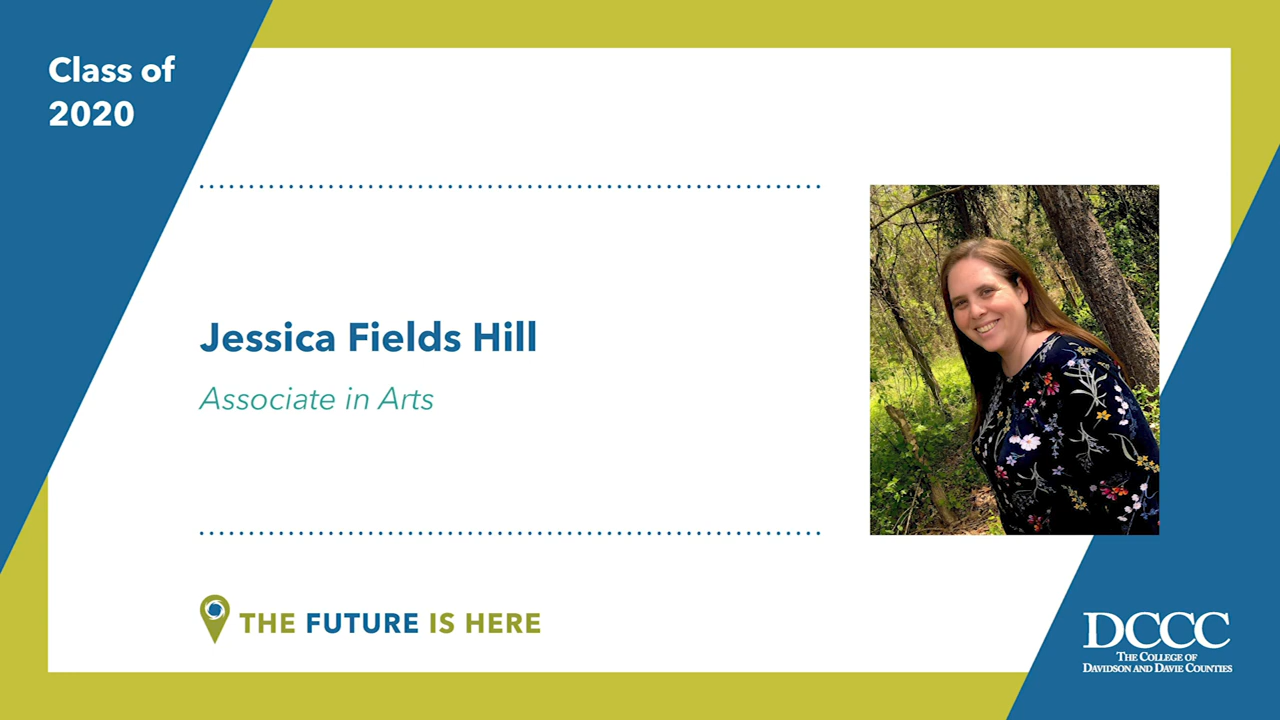 Class of
2020
Jessica Fields Hill
Associate in Arts
THE FUTURE IS HERE
DCCC
THE COLLEGE OF
DAVIDSON AND DAVIE COUNTIES